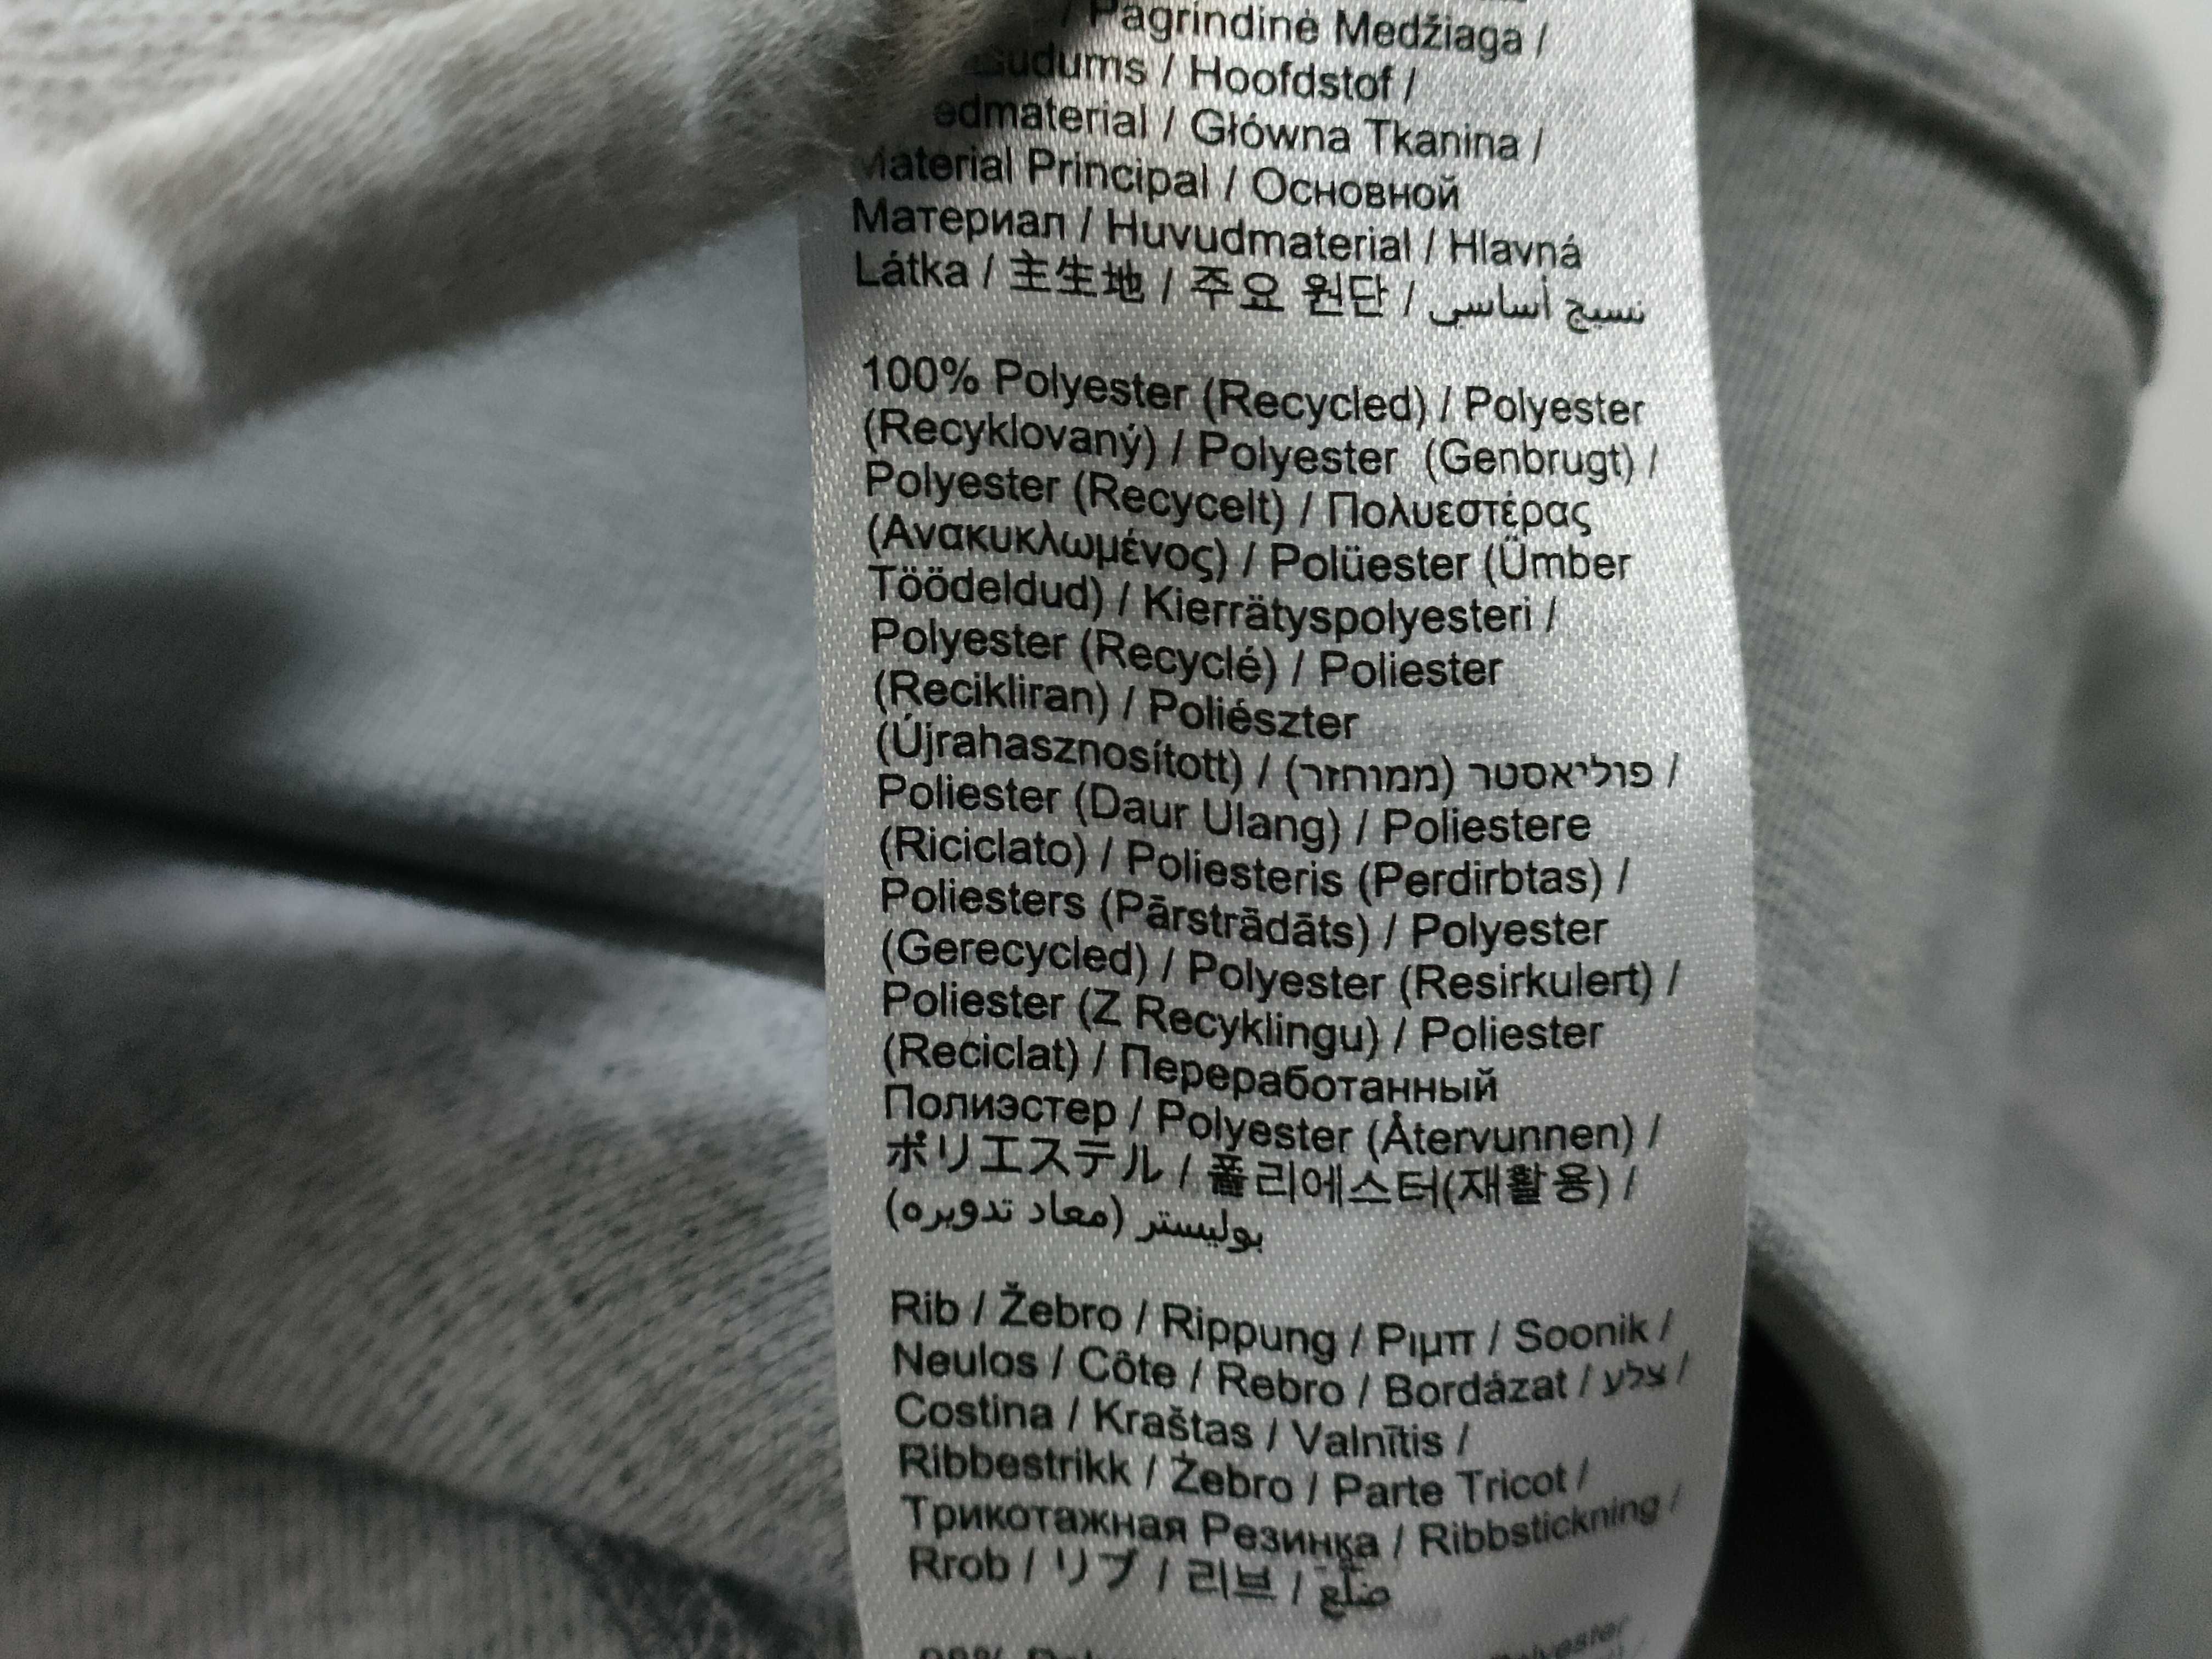 / Pagrindinė Medžiaga /
/ Hoofdstof /
/ Główna Tkanina /
Material Principal / Основной
Материал / Huvudmaterial / Hlavná
Látka / 主生地 / 주요 원단 / نسيج أساسي
100% Polyester (Recycled) / Polyester
(Recyklovaný) / Polyester (Genbrugt) /
Polyester (Recycelt) / Πολυεστέρας
(Ανακυκλωμένος) / Polüester (Ümber
Töödeldud) / Kierrätyspolyesteri /
Polyester (Recyclé) / Poliester
(Recikliran) / Poliészter
(Újrahasznosított) / פוליאסטר (ממוחזר) /
Poliester (Daur Ulang) / Poliestere
(Riciclato) / Poliesteris (Perdirbtas) /
Poliesters (Pārstrādāts) / Polyester
(Gerecycled) / Polyester (Resirkulert) /
Poliester (Z Recyklingu) / Poliester
(Reciclat) / Переработанный
Полиэстер / Polyester (Återvunnen) /
ポリエステル / 폴리에스터(재활용) /
بوليستر (معاد تدويره)
Rib / Žebro / Rippung / Ριμπ / Soonik /
Neulos / Côte / Rebro / Bordázat / צלע /
Costina / Kraštas / Valnītis /
Ribbestrikk / Żebro / Parte Tricot /
Трикотажная Резинка / Ribbstickning /
Rrob / リブ / 리브 / ضلّع